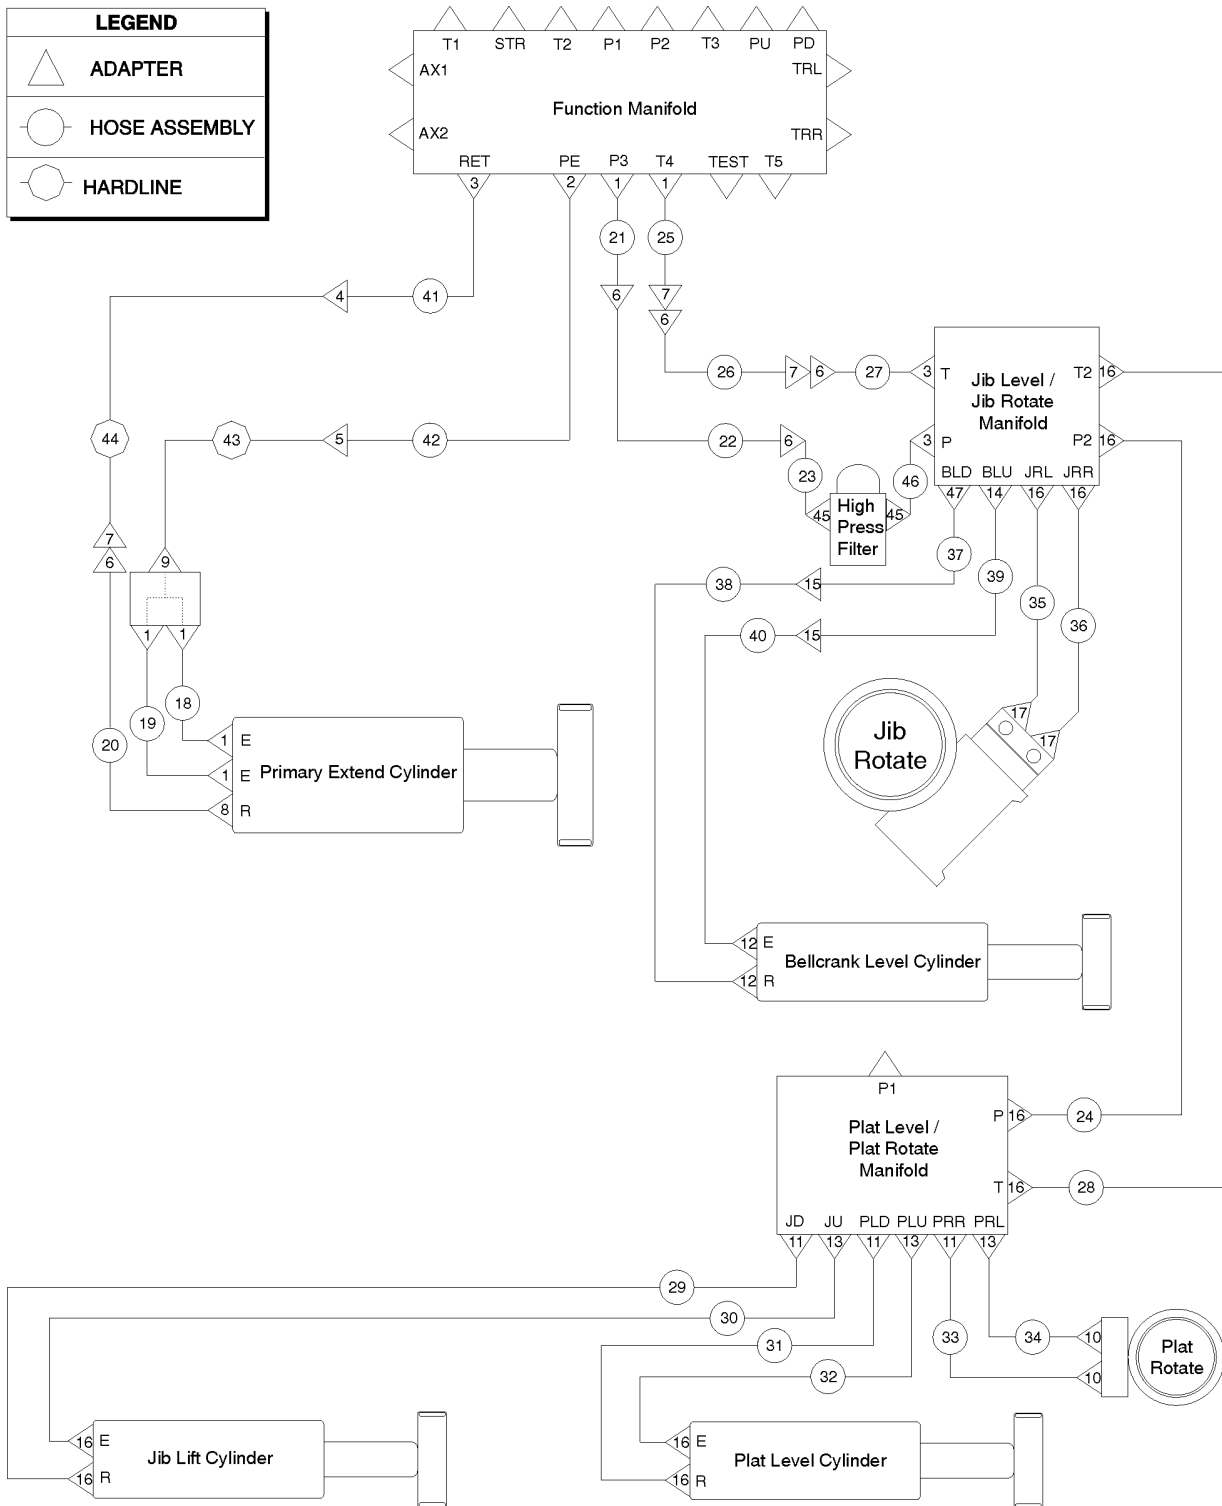 LEGEND
ADAPTER
HOSE ASSEMBLY
HARDLINE
T1 STR T2 P1 P2 T3 PU PD
AX1 TRL
Function Manifold
AX2 TRR
RET PE P3 T4 TEST T5
3 2 1 1
21 25
4 41 6 7
6
26 7 6 27 3 T T2 16
Jib Level /
Jib Rotate
Manifold
44 43 5 42 22 6 3 P P2 16
23 46 BLD BLU JRL JRR
47 14 16 16
45 High 45
Press
Filter
7
6 9
37
38 15 39
35
40 15 36
1 1
18
19
20
17
17
Jib
Rotate
1 E
1 E Primary Extend Cylinder
8 R
12 E
Bellcrank Level Cylinder
12 R
P1
P 16 24
Plat Level /
Plat Rotate
Manifold
T 16 28
JD JU PLD PLU PRR PRL
11 13 11 13 11 13
29
30
31 33 34 10
Plat
Rotate
32 10
16 E
Jib Lift Cylinder
16 R
16 E
Plat Level Cylinder
16 R